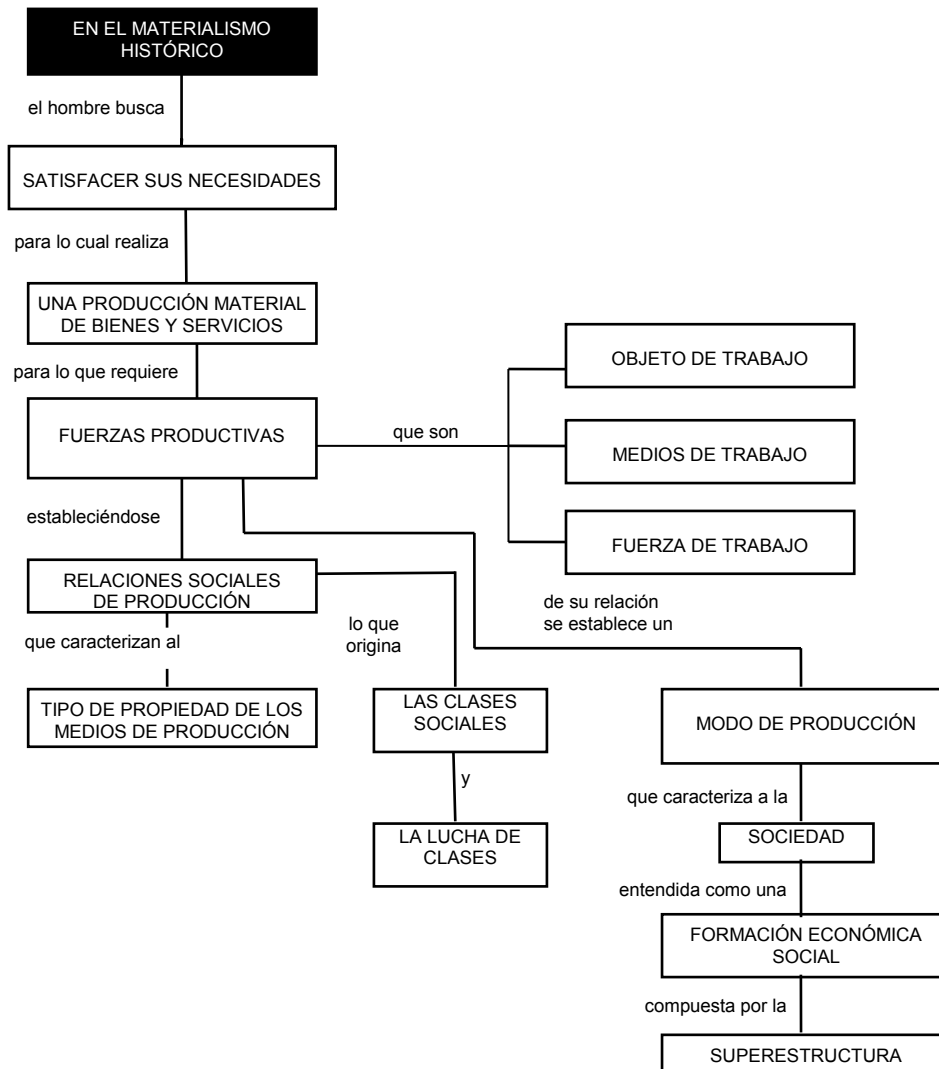 EN EL MATERIALISMO
HISTÓRICO
el hombre busca
SATISFACER SUS NECESIDADES
para lo cual realiza
UNA PRODUCCIÓN MATERIAL
DE BIENES Y SERVICIOS
para lo que requiere
FUERZAS PRODUCTIVAS
que son
OBJETO DE TRABAJO
MEDIOS DE TRABAJO
FUERZA DE TRABAJO
estableciéndose
RELACIONES SOCIALES
DE PRODUCCIÓN
que caracterizan al
TIPO DE PROPIEDAD DE LOS
MEDIOS DE PRODUCCIÓN
lo que
origina
LAS CLASES
SOCIALES
y
LA LUCHA DE
CLASES
de su relación
se establece un
MODO DE PRODUCCIÓN
que caracteriza a la
SOCIEDAD
entendida como una
FORMACIÓN ECONÓMICA
SOCIAL
compuesta por la
SUPERESTRUCTURA